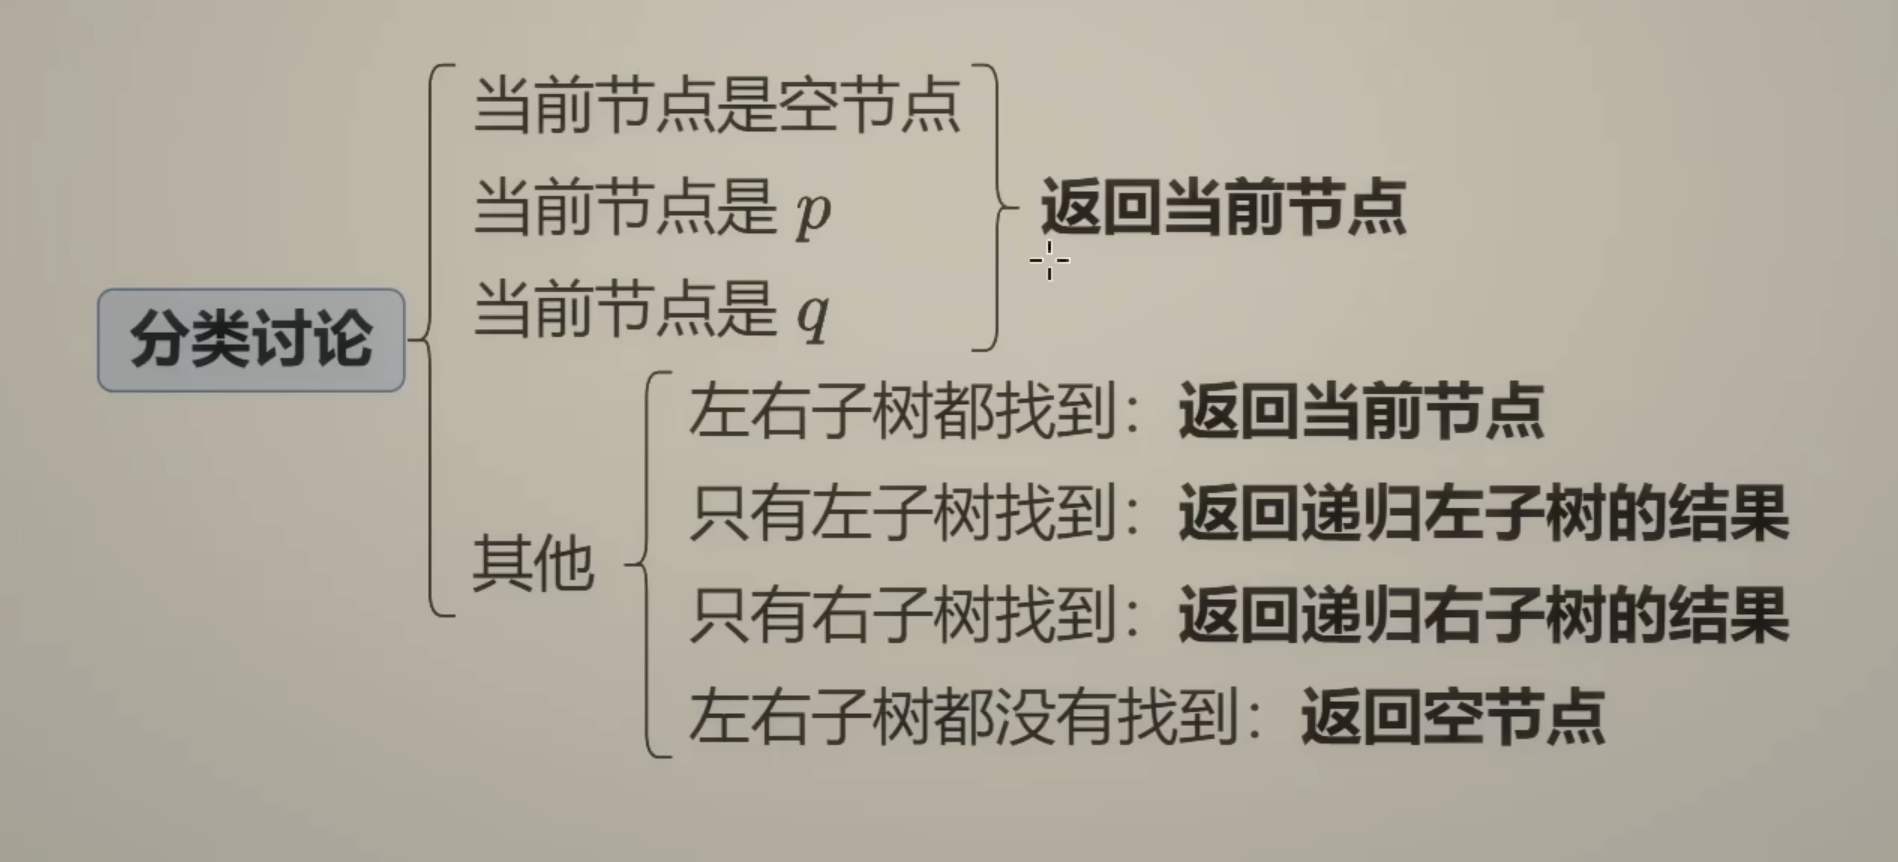 分类讨论
当前节点是空节点
当前节点是 p
当前节点是 q
返回当前节点
其他
左右子树都找到：返回当前节点
只有左子树找到：返回递归左子树的结果
只有右子树找到：返回递归右子树的结果
左右子树都没有找到：返回空节点